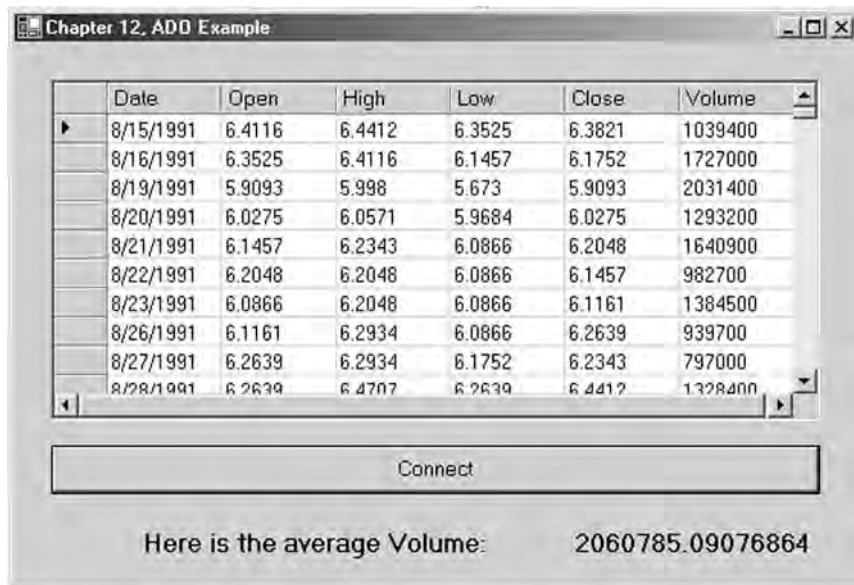 Chapter 12, ADO Example
Date Open High Low Close Volume
8/15/1991 6.4116 6.4412 6.3525 6.3821 1039400
8/16/1991 6.3525 6.4116 6.1457 6.1752 1727000
8/19/1991 5.9093 5.998 5.673 5.9093 2031400
8/20/1991 6.0275 6.0571 5.9684 6.0275 1293200
8/21/1991 6.1457 6.2343 6.0866 6.2048 1640900
8/22/1991 6.2048 6.2048 6.0866 6.1457 982700
8/23/1991 6.0866 6.2048 6.0866 6.1161 1384500
8/26/1991 6.1161 6.2934 6.0866 6.2639 939700
8/27/1991 6.2639 6.2934 6.1752 6.2343 797000
8/28/1991 6.2639 6.4707 6.2639 6.4412 1328400
Connect
Here is the average Volume: 2060785.09076864